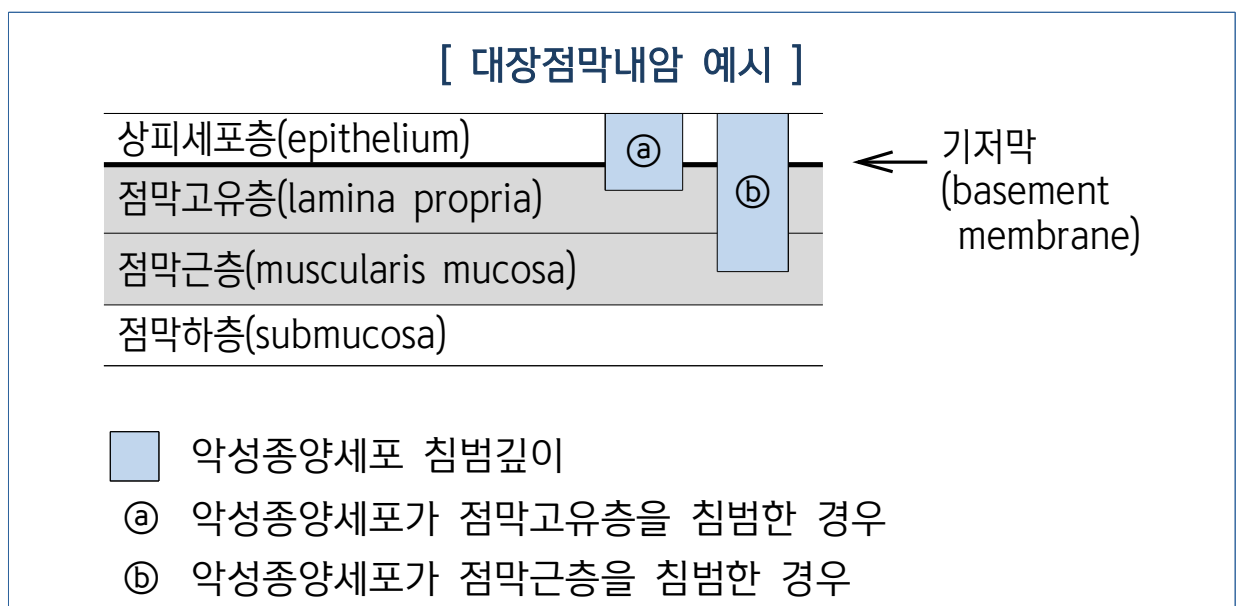 [ 대장점막내암 예시 ]
상피세포층(epithelium)
ⓐ
기저막
(basement
membrane)
점막고유층(lamina propria)
ⓑ
점막근층(muscularis mucosa)
점막하층(submucosa)
악성종양세포 침범깊이
ⓐ 악성종양세포가 점막고유층을 침범한 경우
ⓑ 악성종양세포가 점막근층을 침범한 경우